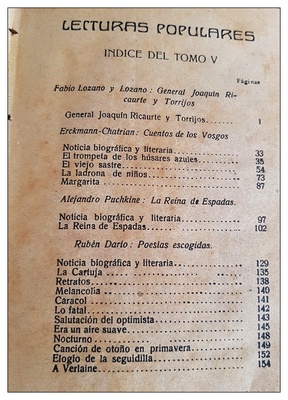 LECTURAS POPULARES
INDICE DEL TOMO V
Páginas
Fabio Lozano y Lozano: General Joaquin Ri-
caurte y Torrijos
General Joaquin Ricaurte y Torrijos. 1
Erckmann-Chatrian: Cuentos de los Vosgos
Noticia biográfica y literaria 33
El trompeta de los húsares azules 35
El viejo sastre 54
La ladrona de niños 73
Margarita 87
Alejandro Puchkine: La Reina de Espadas.
Noticia biográfica y literaria 97
La Reina de Espadas 102
Rubén Darío: Poesías escogidas.
Noticia biográfica y literaria 129
La Cartuja 135
Retratos 138
Melancolía 140
Caracol 141
Lo fatal 142
Salutación del optimista 143
Era un aire suave 145
Nocturno 148
Canción de otoño en primavera 149
Elogio de la seguidilla 152
A Verlaine 154